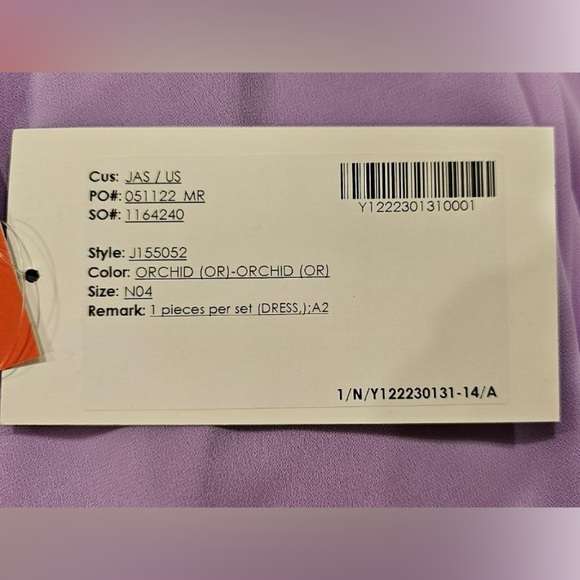 Cus: JAS / US
PO#: 051122 MR
SO#: 1164240
Y1222301310001
Style: J155052
Color: ORCHID (OR)-ORCHID (OR)
Size: N04
Remark: 1 pieces per set (DRESS,);A2
1/N/Y122230131-14/A